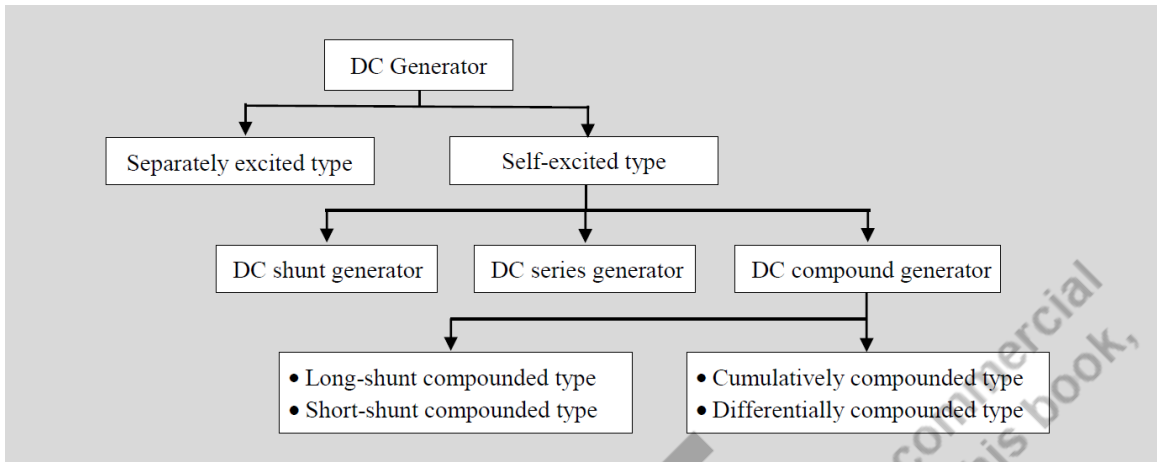 DC Generator
Separately excited type
Self-excited type
DC shunt generator
DC series generator
DC compound generator
• Long-shunt compounded type
• Short-shunt compounded type
• Cumulatively compounded type
• Differentially compounded type
commercial
this book,